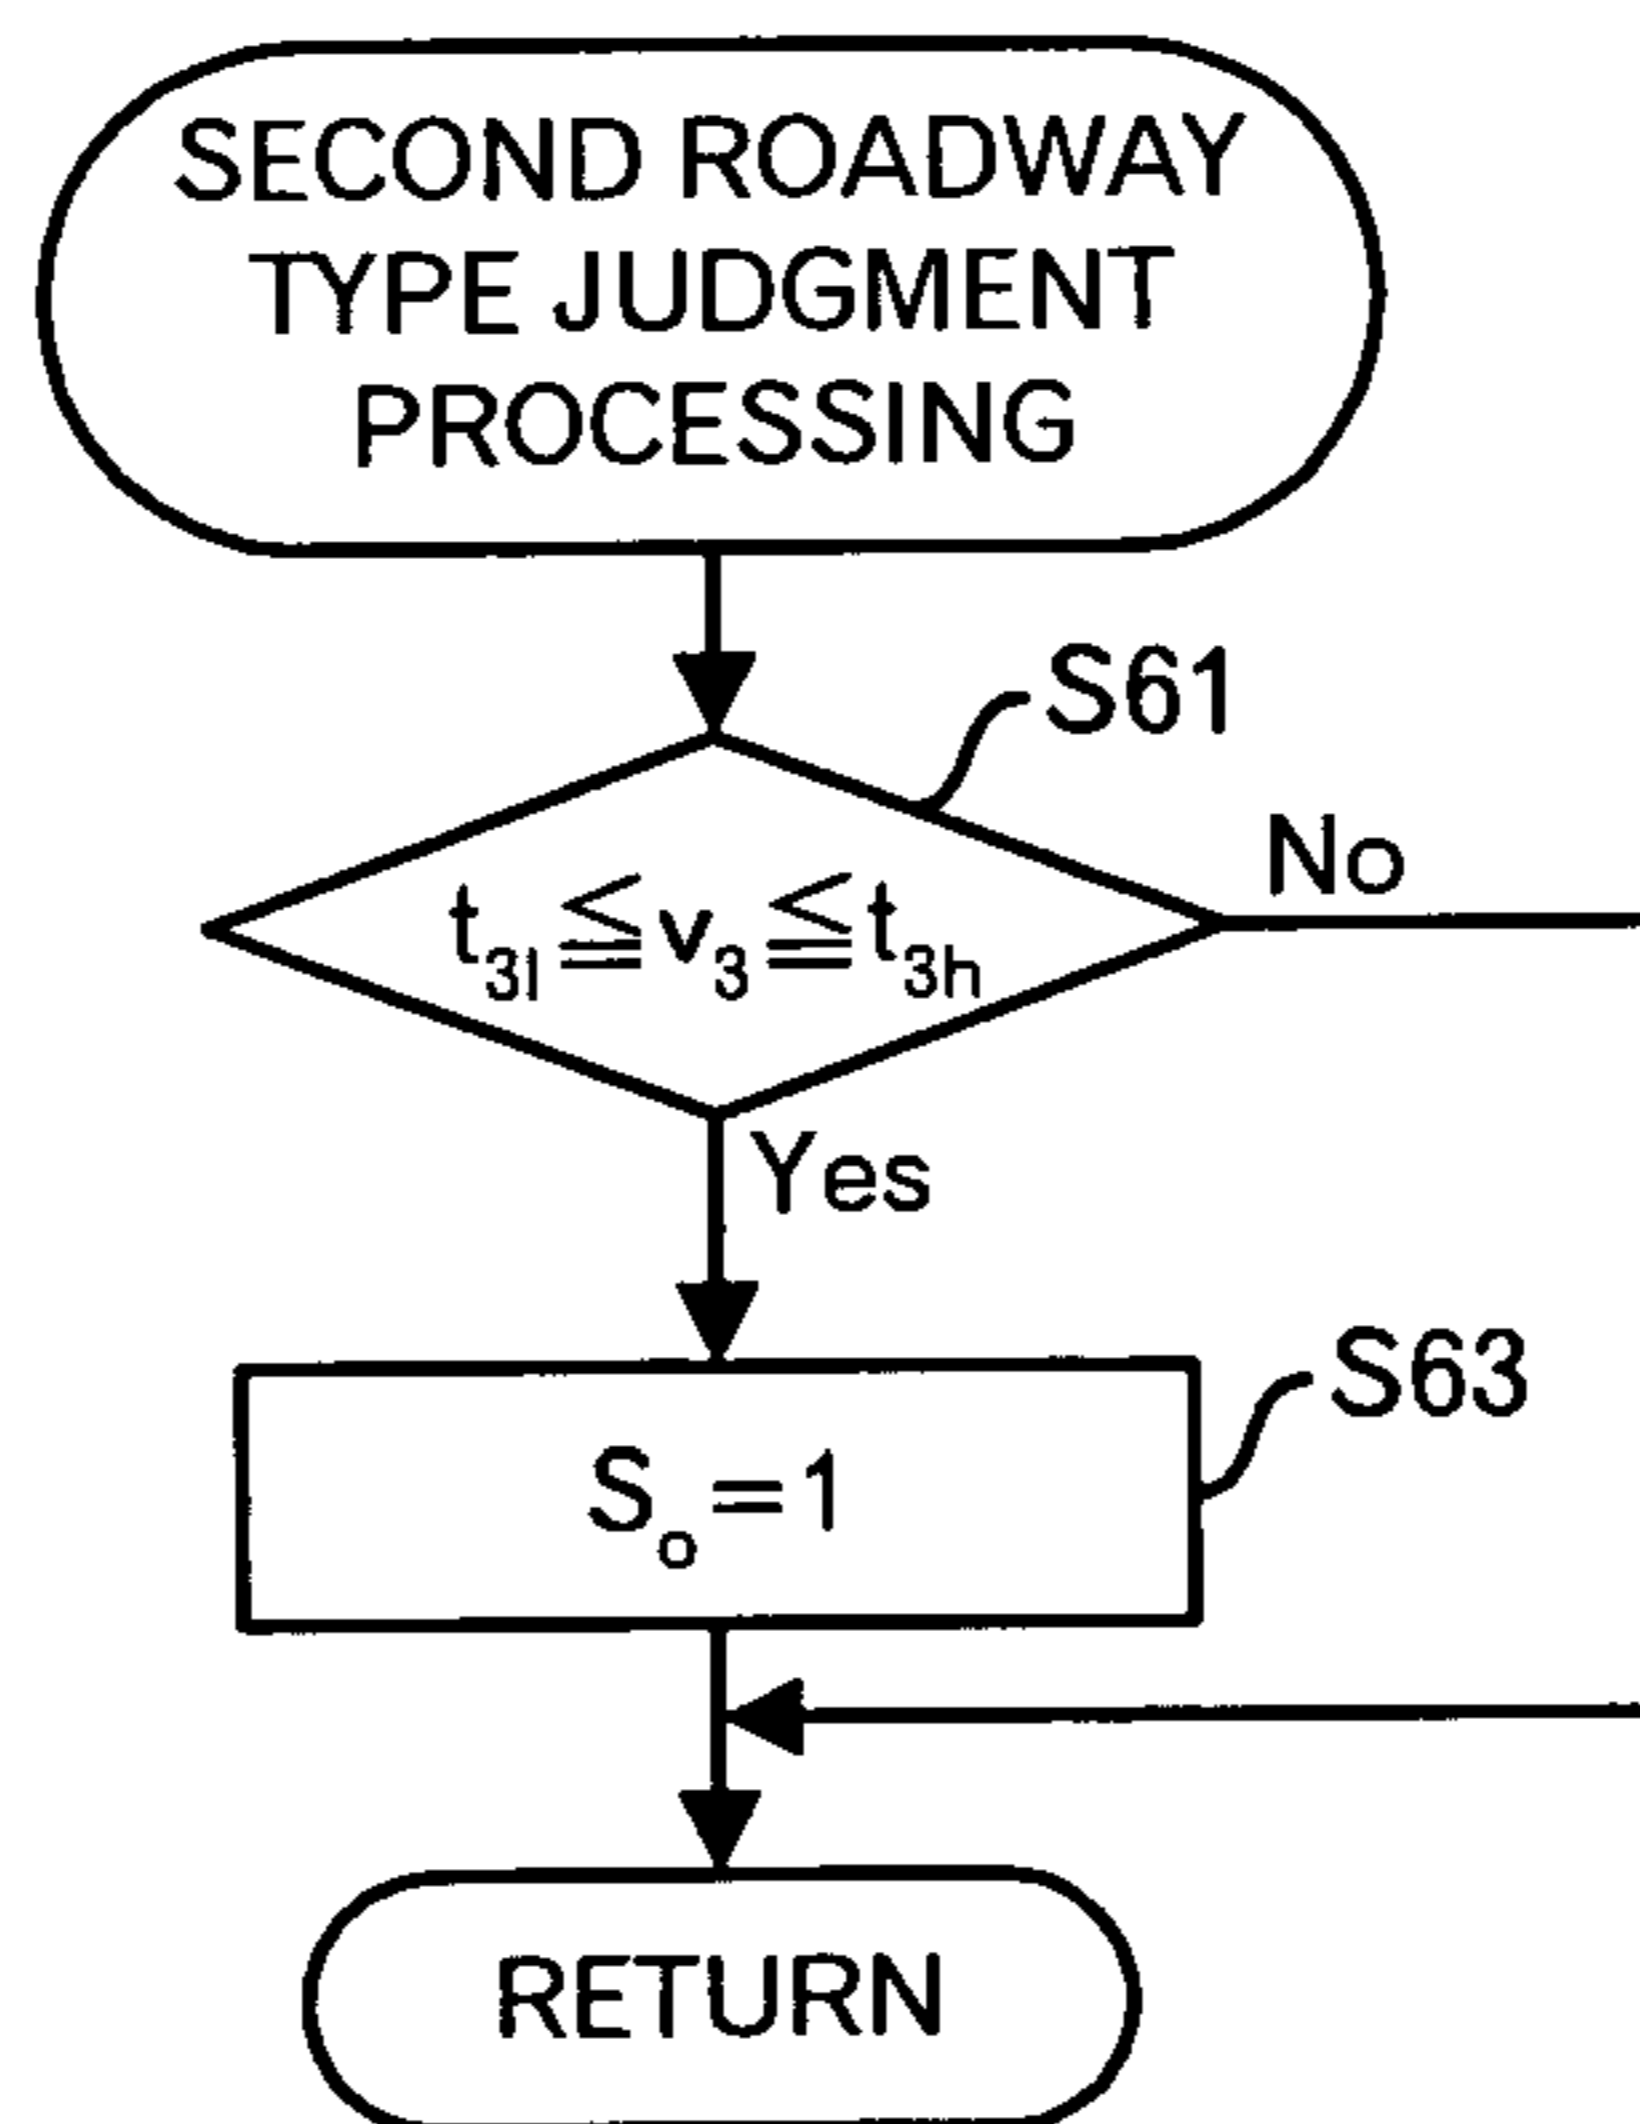 SECOND ROADWAY
TYPE JUDGMENT
PROCESSING
S61
No
t3l≦v3≦t3h
Yes
S63
So=1
RETURN